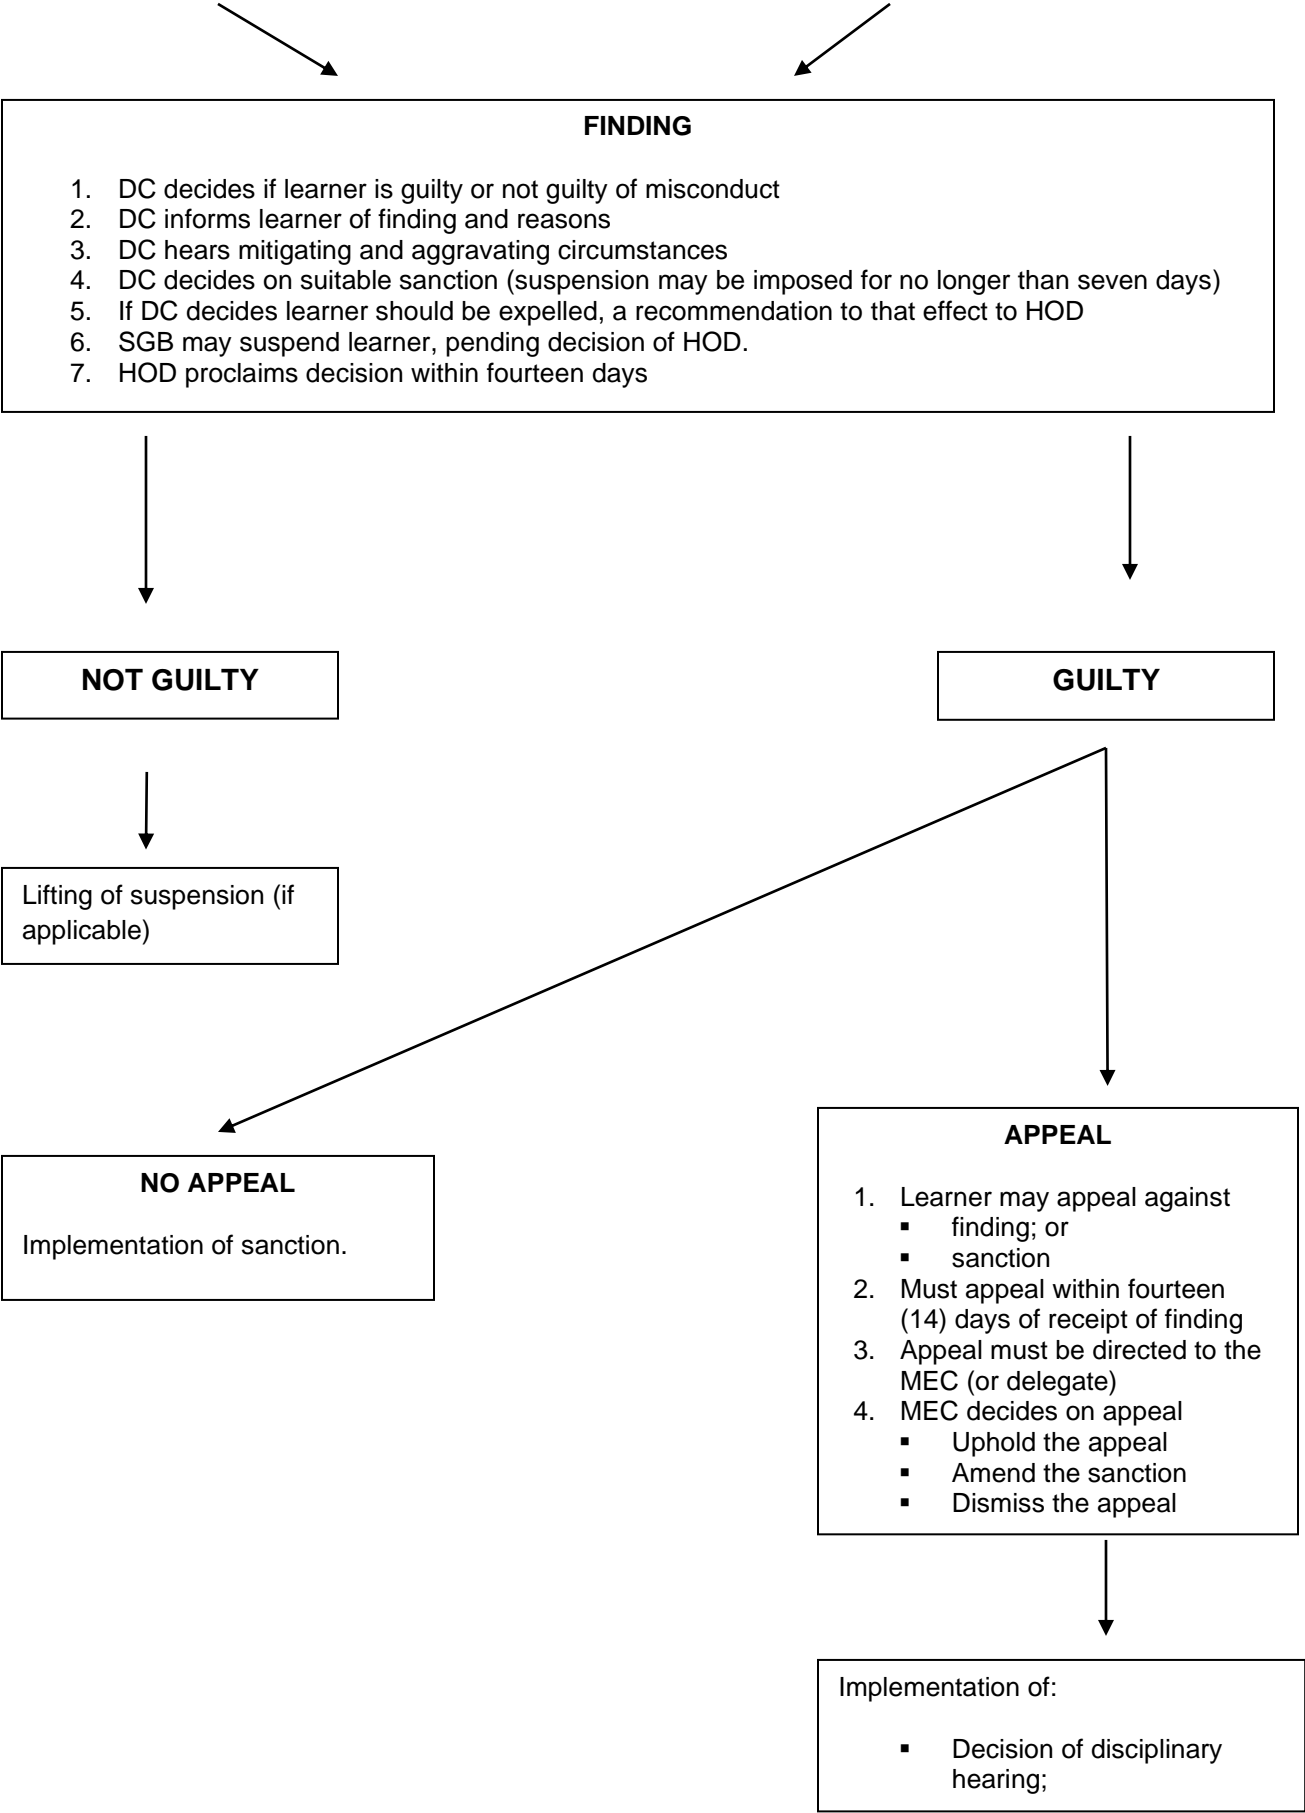 FINDING
1. DC decides if learner is guilty or not guilty of misconduct
2. DC informs learner of finding and reasons
3. DC hears mitigating and aggravating circumstances
4. DC decides on suitable sanction (suspension may be imposed for no longer than seven days)
5. If DC decides learner should be expelled, a recommendation to that effect to HOD
6. SGB may suspend learner, pending decision of HOD.
7. HOD proclaims decision within fourteen days
NOT GUILTY
GUILTY
Lifting of suspension (if
applicable)
NO APPEAL
Implementation of sanction.
APPEAL
1. Learner may appeal against
▪ finding; or
▪ sanction
2. Must appeal within fourteen
(14) days of receipt of finding
3. Appeal must be directed to the
MEC (or delegate)
4. MEC decides on appeal
▪ Uphold the appeal
▪ Amend the sanction
▪ Dismiss the appeal
Implementation of:
▪ Decision of disciplinary
hearing;